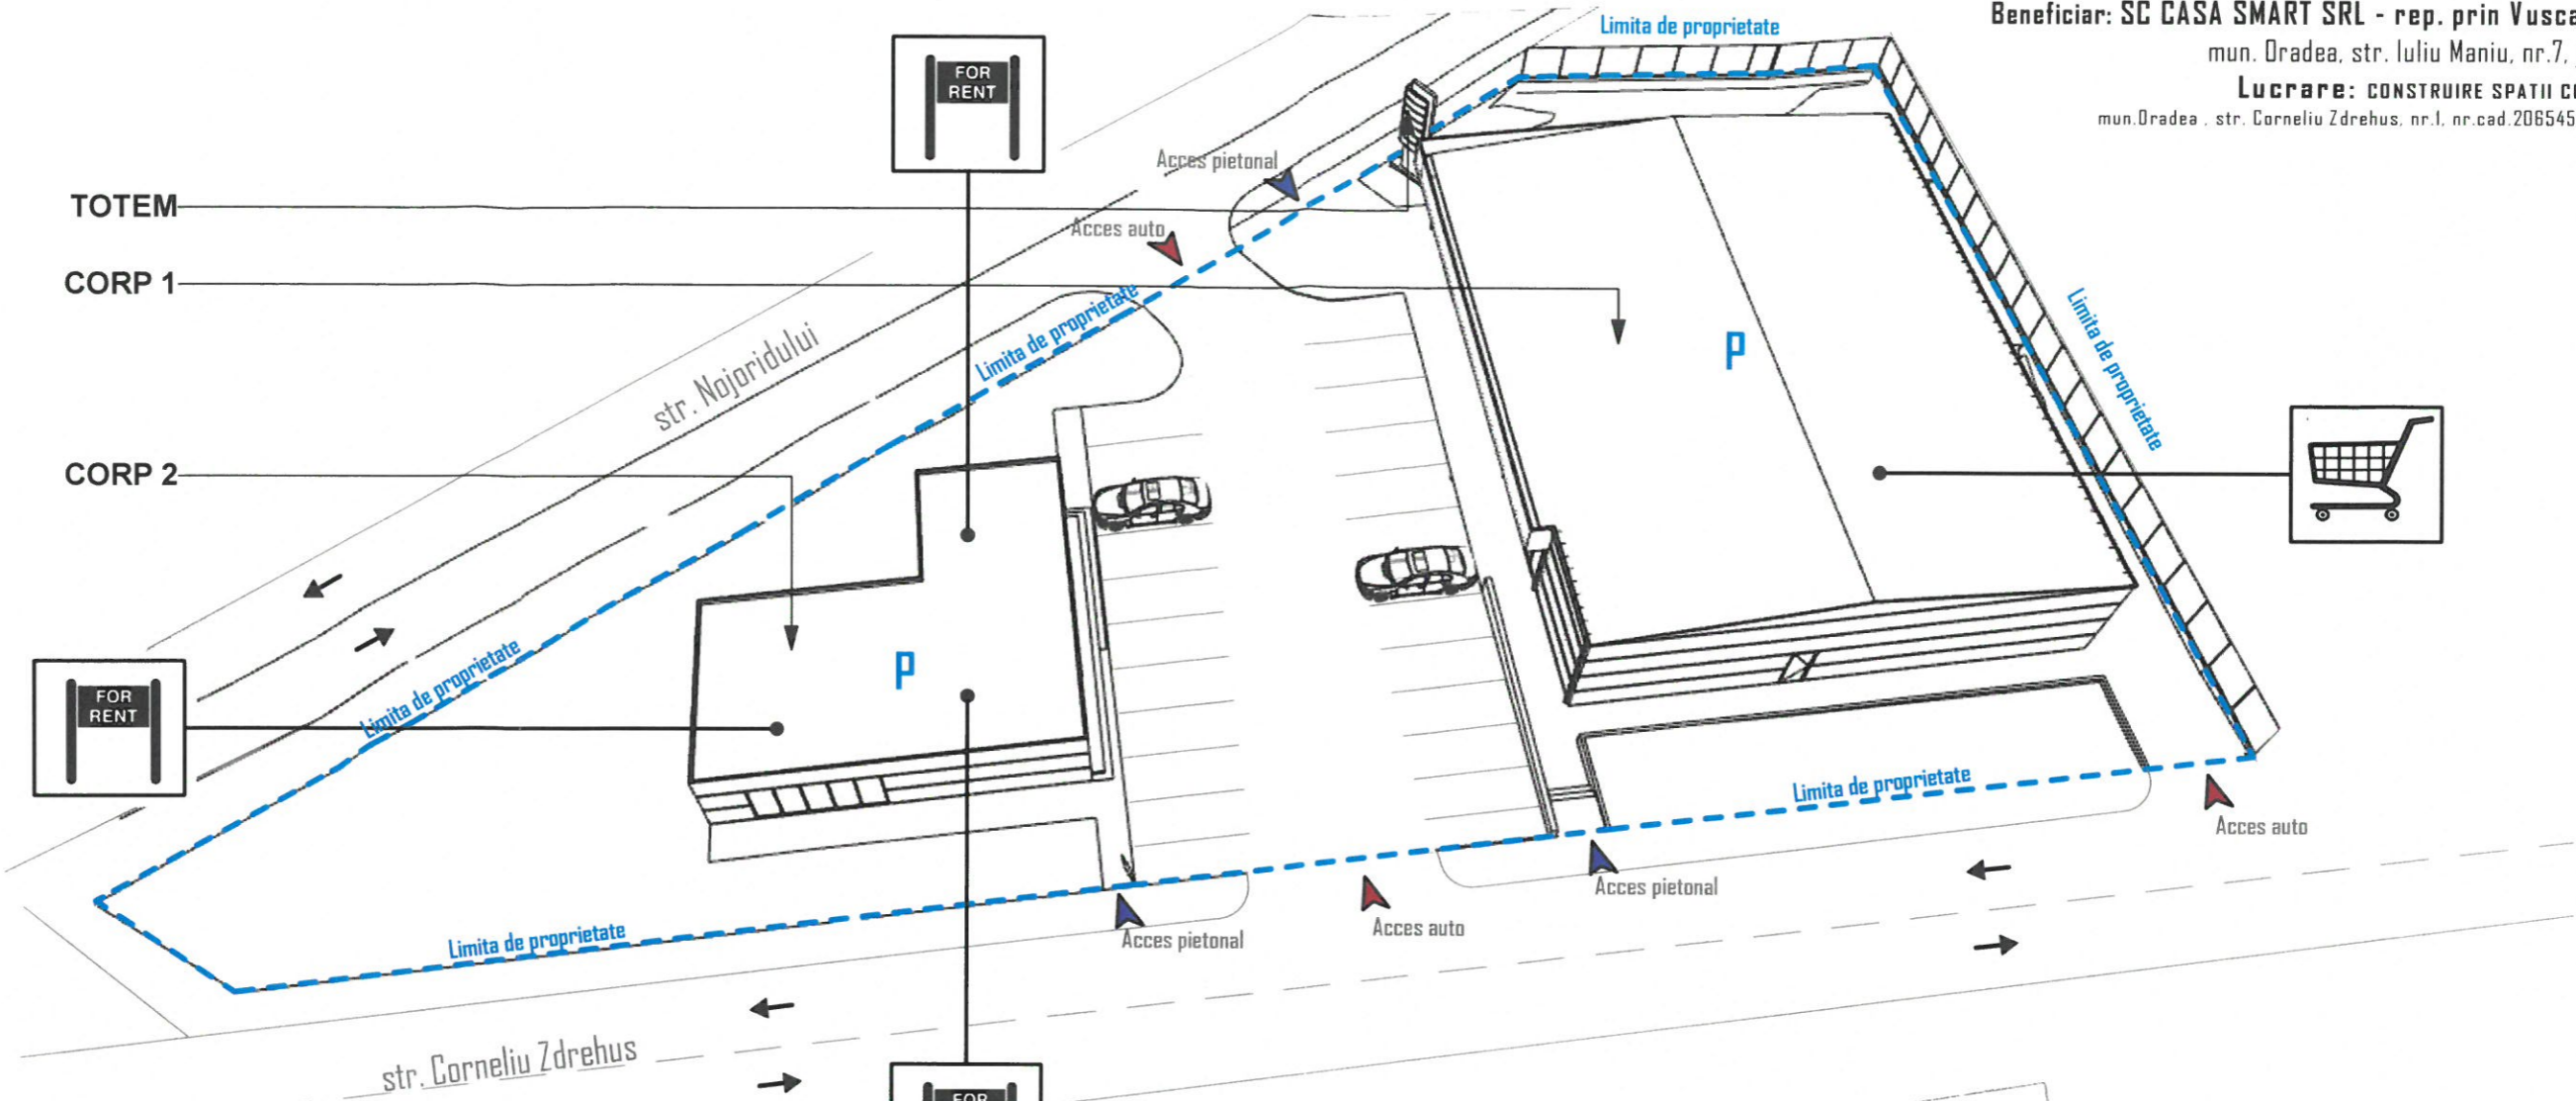 Limita de proprietate
Beneficiar: SC CASA SMART SRL - rep. prin Vusca
mun. Oradea, str. Iuliu Maniu, nr.7,
Lucrare: CONSTRUIRE SPATII
mun.Oradea . str. Corneliu Zdrehus, nr.1, nr.cad.206545
FOR
RENT
Acces pietonal
TOTEM
Acces auto
CORP 1
Limita de proprietate
Limita de proprietate
str. Nojoridului
P
CORP 2
P
Limita de proprietate
FOR
RENT
Limita de proprietate
Acces auto
Acces pietonal
Acces auto
Limita de proprietate
Acces pietonal
str. Corneliu Zdrehus
FOR